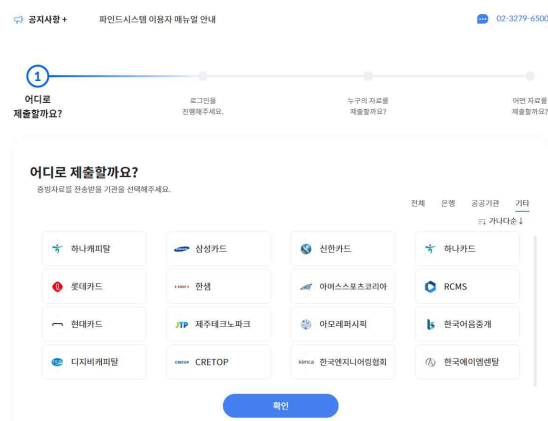 공지사항 + 파인드시스템 이용자 매뉴얼 안내 02-3279-6500
1
어디로 제출할까요?
로그인을 진행해주세요.
누구의 자료를 제출할까요?
어떤 자료를 제출할까요?
어디로 제출할까요?
증빙자료를 전송받을 기관을 선택해주세요.
전체 은행 공공기관 기타
가나다순↓
하나캐피탈 삼성카드 신한카드 하나카드
롯데카드 한샘 아머스스포츠코리아 RCMS
현대카드 JTP 제주테크노파크 아모레퍼시픽 한국어음중개
디지비캐피탈 CRETOP CRETOP kenca 한국엔지니어링협회 한국에이엠렌탈
확인